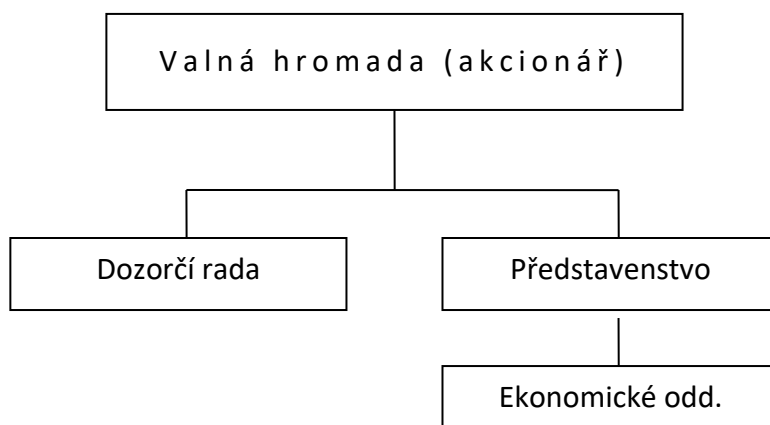 Valná hromada (akcionář)
Dozorčí rada
Představenstvo
Ekonomické odd.